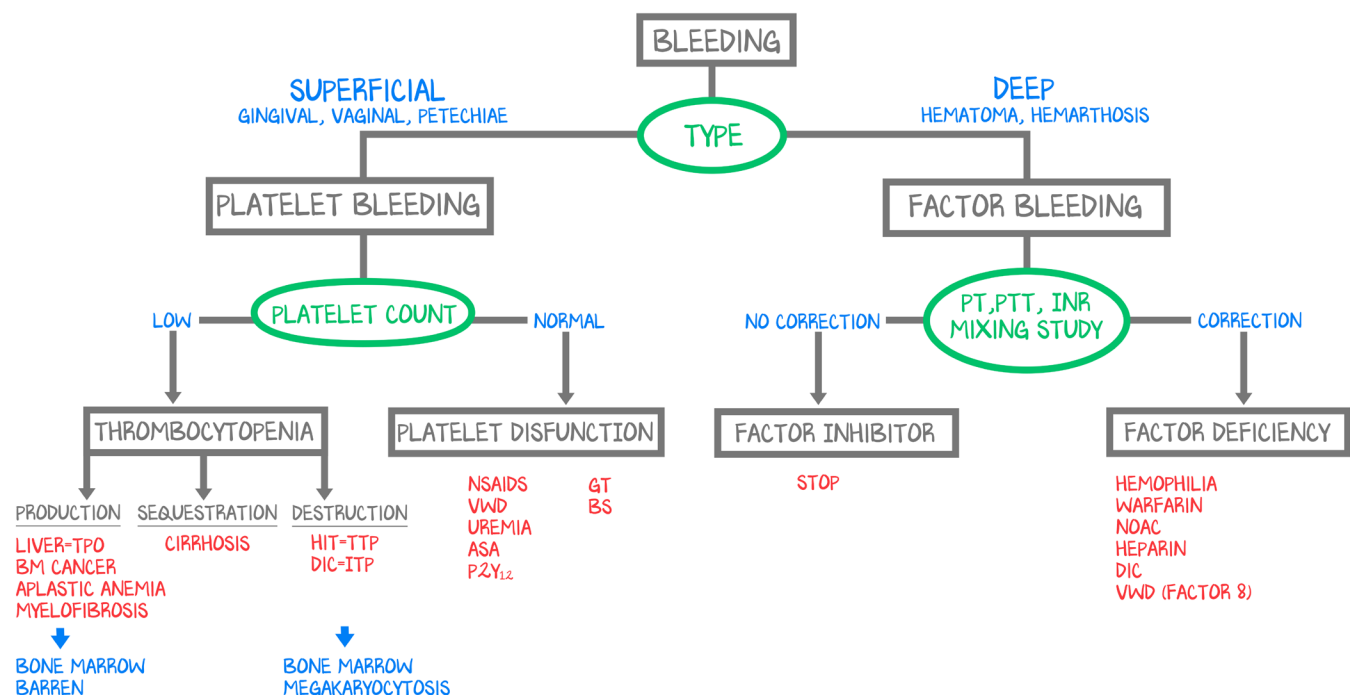 BLEEDING
SUPERFICIAL
GINGIVAL, VAGINAL, PETECHIAE
DEEP
HEMATOMA, HEMARTHOSIS
TYPE
PLATELET BLEEDING
FACTOR BLEEDING
LOW
PLATELET COUNT
NORMAL
NO CORRECTION
PT,PTT, INR
MIXING STUDY
CORRECTION
THROMBOCYTOPENIA
PLATELET DISFUNCTION
FACTOR INHIBITOR
FACTOR DEFICIENCY
PRODUCTION
LIVER=TPO
BM CANCER
APLASTIC ANEMIA
MYELOFIBROSIS
BONE MARROW
BARREN
SEQUESTRATION
CIRRHOSIS
DESTRUCTION
HIT=TTP
DIC=ITP
BONE MARROW
MEGAKARYOCYTOSIS
NSAIDS
VWD
UREMIA
ASA
P2Y₁₂
GT
BS
STOP
HEMOPHILIA
WARFARIN
NOAC
HEPARIN
DIC
VWD (FACTOR 8)